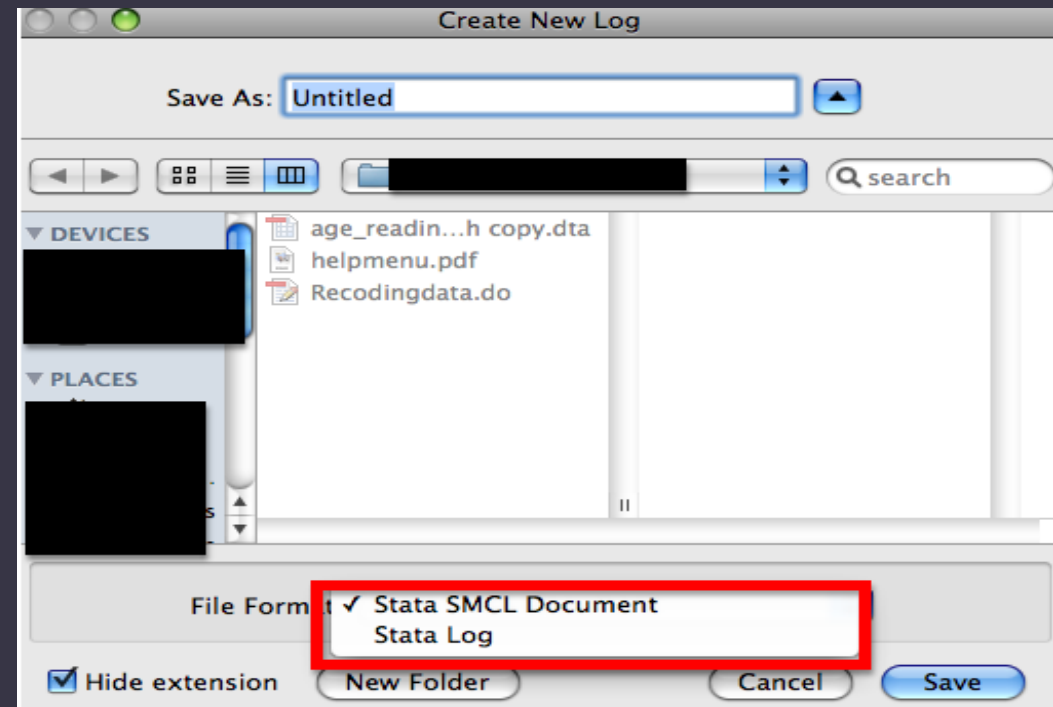 Create New Log
Save As: Untitled
search
DEVICES
age_readin...h copy.dta
helpmenu.pdf
Recodingdata.do
PLACES
s
File Format
✓ Stata SMCL Document
Stata Log
Hide extension New Folder Cancel Save